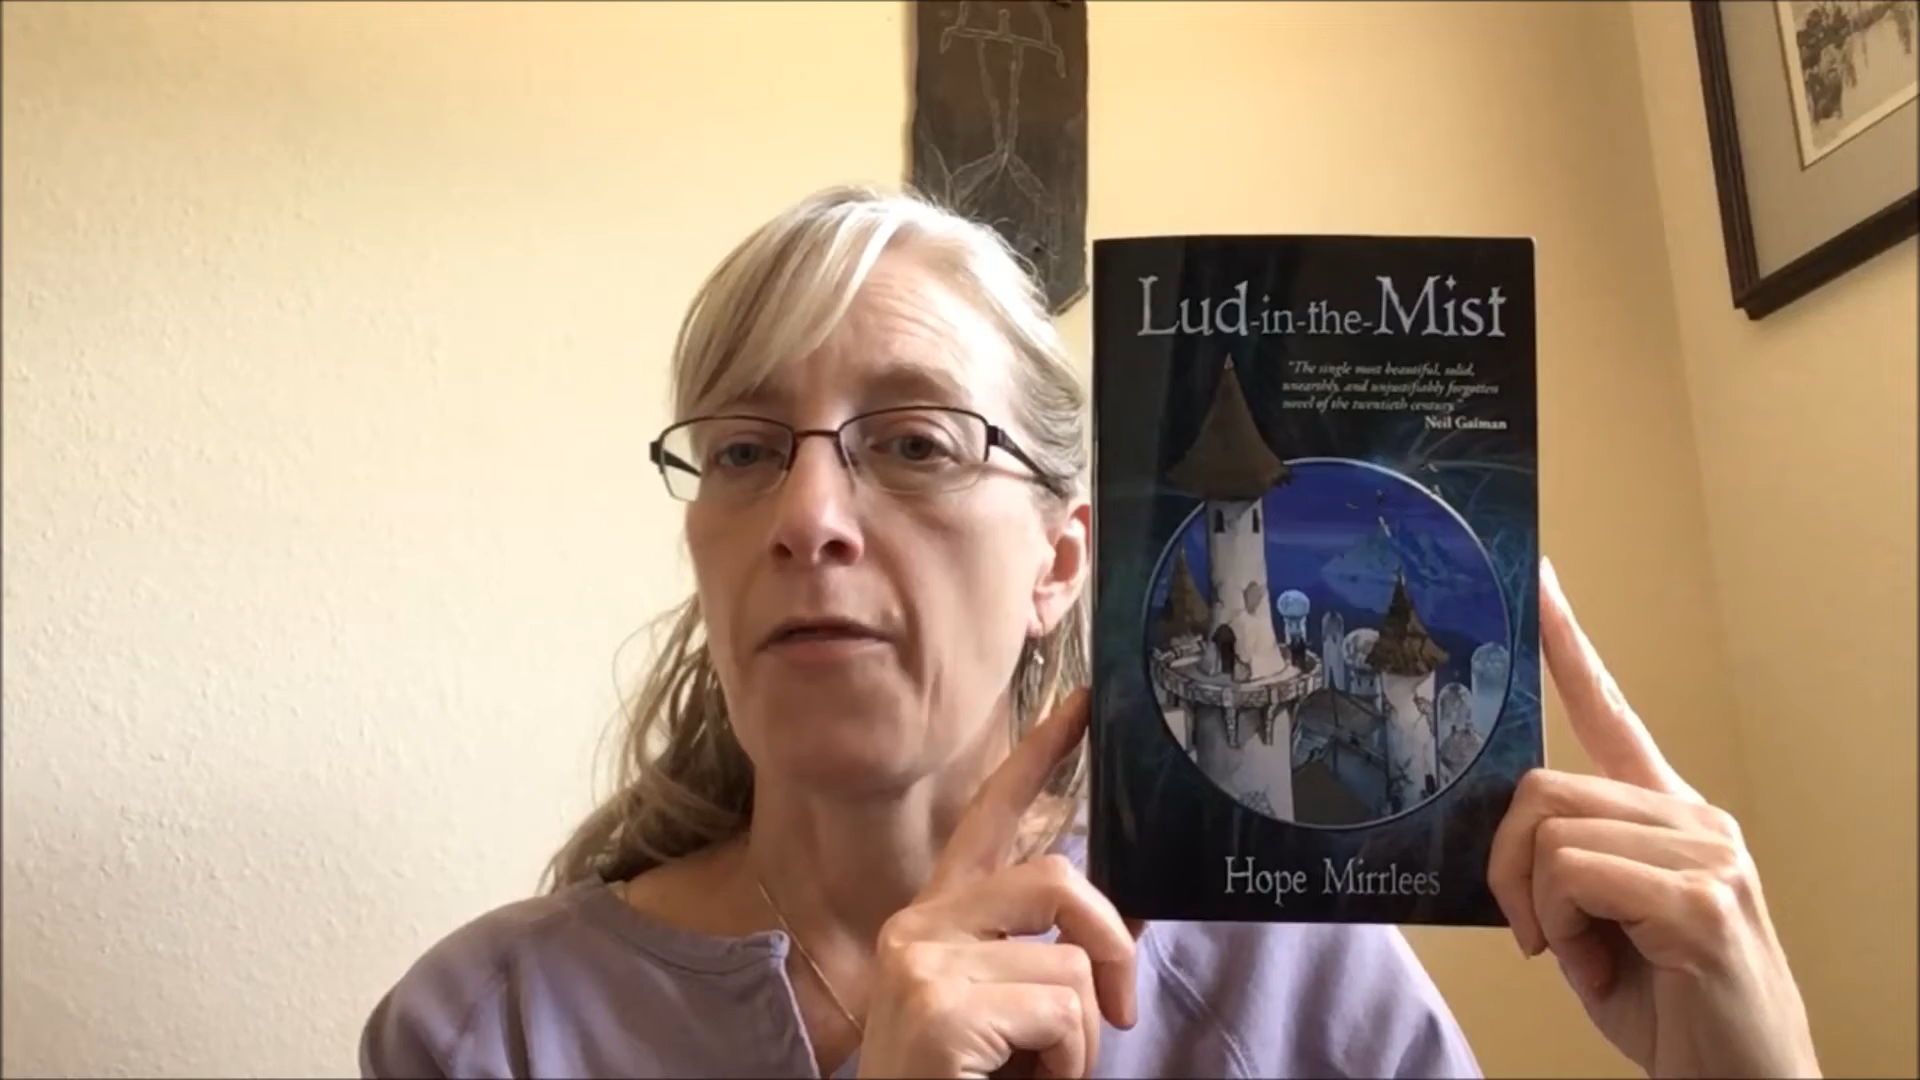 Lud-in-the-Mist
"The single most beautiful, solid,
unearthly, and unjustifiably forgotten
novel of the twentieth century."
Neil Gaiman
Hope Mirrlees